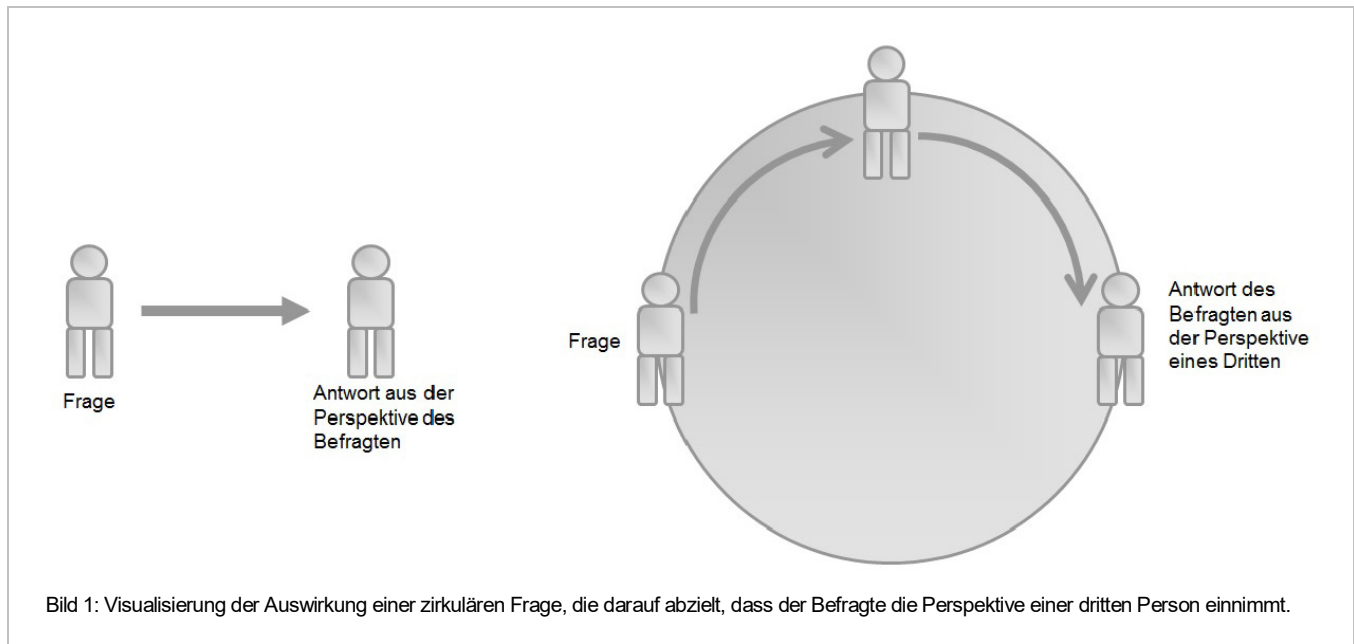 Frage
Antwort aus der
Perspektive des
Befragten
Frage
Antwort des
Befragten aus
der Perspektive
eines Dritten
Bild 1: Visualisierung der Auswirkung einer zirkulären Frage, die darauf abzielt, dass der Befragte die Perspektive einer dritten Person einnimmt.